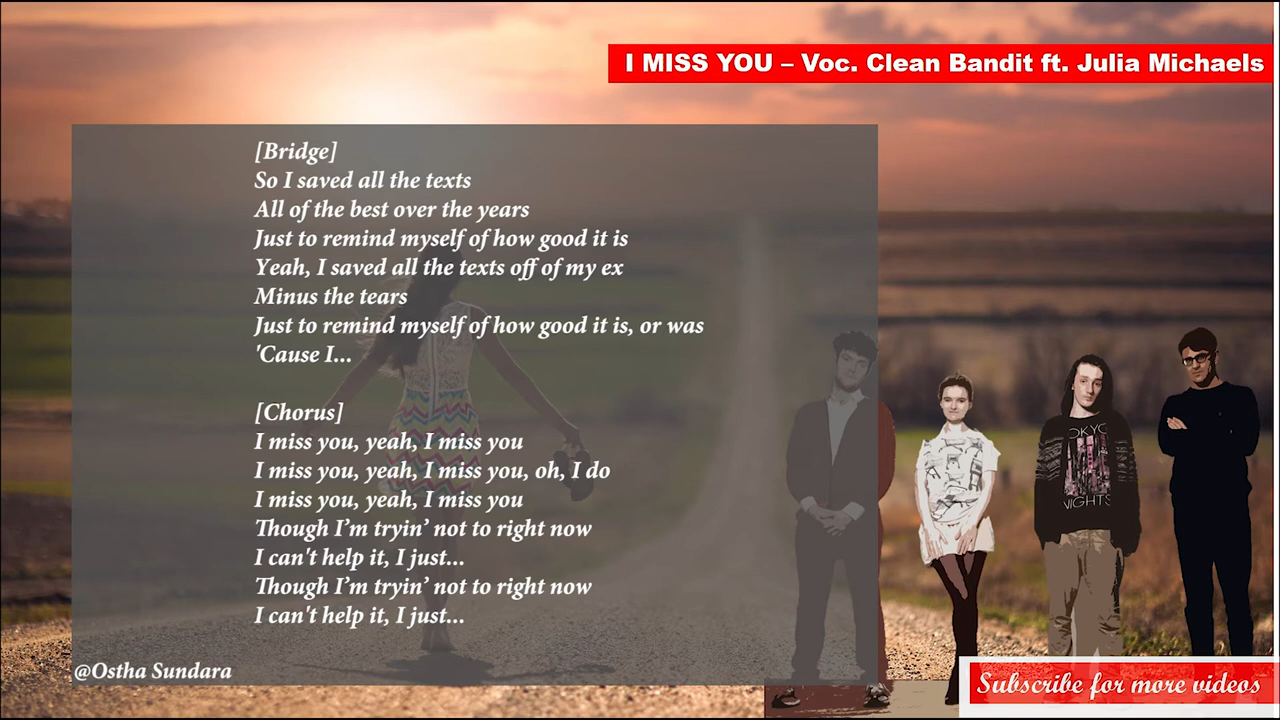 I MISS YOU – Voc. Clean Bandit ft. Julia Michaels
[Bridge]
So I saved all the texts
All of the best over the years
Just to remind myself of how good it is
Yeah, I saved all the texts off of my ex
Minus the tears
Just to remind myself of how good it is, or was
'Cause I...
[Chorus]
I miss you, yeah, I miss you
I miss you, yeah, I miss you, oh, I do
I miss you, yeah, I miss you
Though I’m tryin’ not to right now
I can't help it, I just...
Though I’m tryin’ not to right now
I can't help it, I just...
OKYO
NIGHTS
@Ostha Sundara
Subscribe for more videos